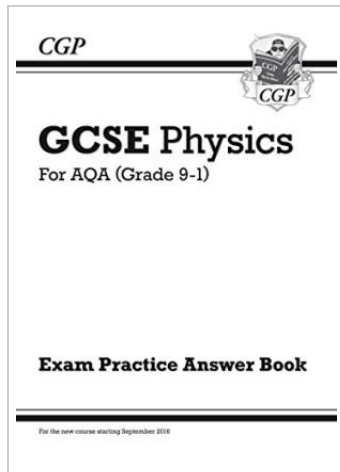 CGP
CGP
CGP
GCSE Physics
For AQA (Grade 9-1)
Exam Practice Answer Book
For the new course starting September 2016